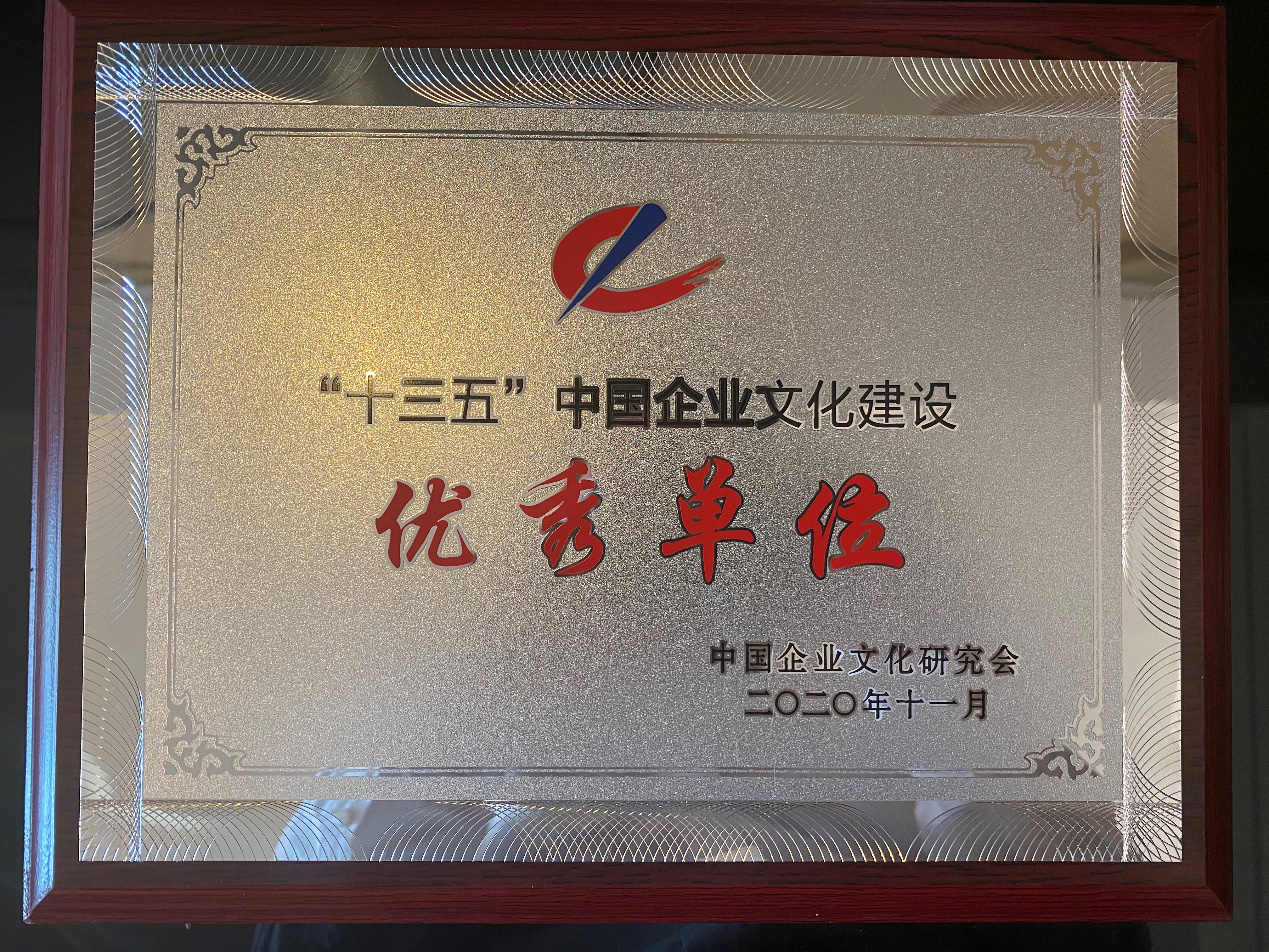 “十三五”中国企业文化建设
优秀单位
中国企业文化研究会
二〇二〇年十一月